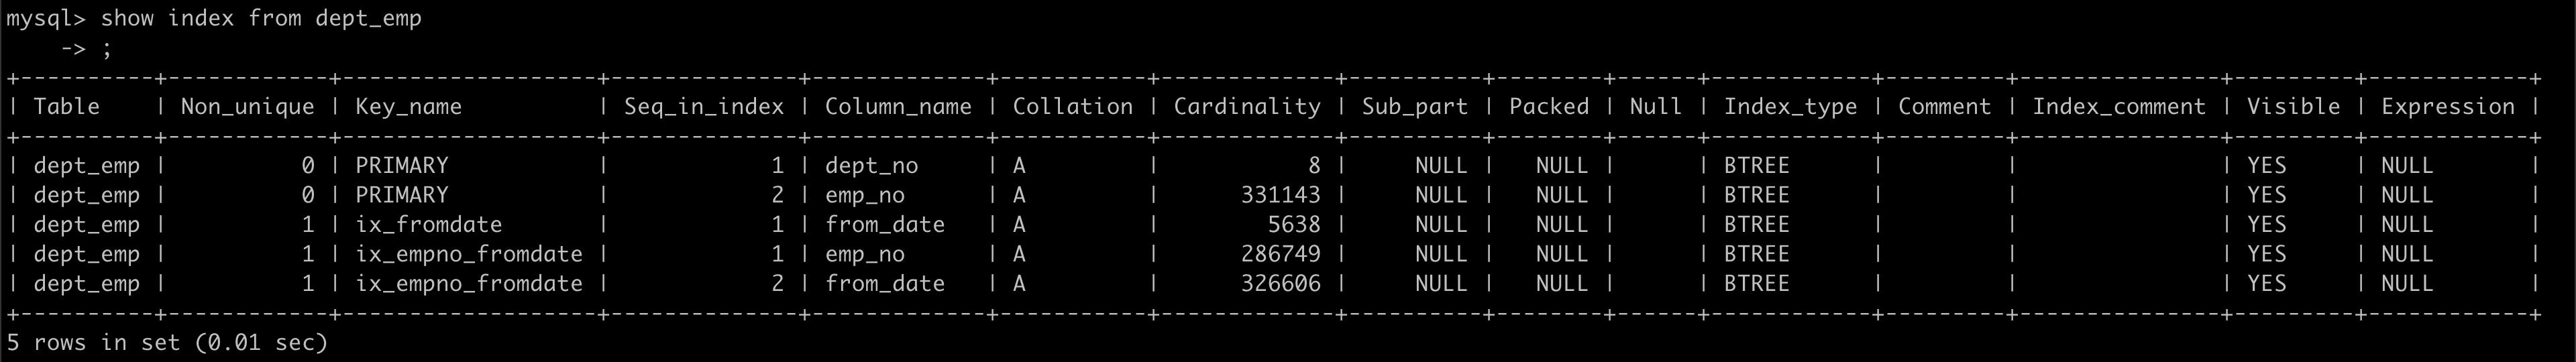 mysql> show index from dept_emp
    -> ;
+----------+------------+-------------------+--------------+-------------+-----------+-------------+----------+--------+------+------------+---------+---------------+---------+------------+
| Table    | Non_unique | Key_name          | Seq_in_index | Column_name | Collation | Cardinality | Sub_part | Packed | Null | Index_type | Comment | Index_comment | Visible | Expression |
+----------+------------+-------------------+--------------+-------------+-----------+-------------+----------+--------+------+------------+---------+---------------+---------+------------+
| dept_emp |          0 | PRIMARY           |            1 | dept_no     | A         |           8 |     NULL |   NULL |      | BTREE      |         |               | YES     | NULL       |
| dept_emp |          0 | PRIMARY           |            2 | emp_no      | A         |      331143 |     NULL |   NULL |      | BTREE      |         |               | YES     | NULL       |
| dept_emp |          1 | ix_fromdate       |            1 | from_date   | A         |        5638 |     NULL |   NULL |      | BTREE      |         |               | YES     | NULL       |
| dept_emp |          1 | ix_empno_fromdate |            1 | emp_no      | A         |      286749 |     NULL |   NULL |      | BTREE      |         |               | YES     | NULL       |
| dept_emp |          1 | ix_empno_fromdate |            2 | from_date   | A         |      326606 |     NULL |   NULL |      | BTREE      |         |               | YES     | NULL       |
+----------+------------+-------------------+--------------+-------------+-----------+-------------+----------+--------+------+------------+---------+---------------+---------+------------+
5 rows in set (0.01 sec)